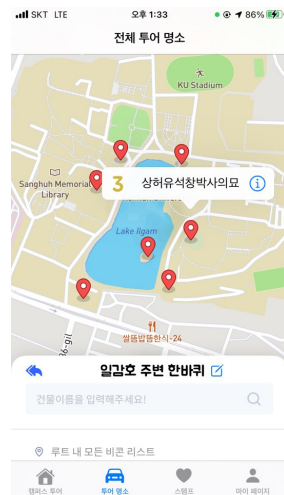 SKT LTE 오후 1:33 86%
전체 투어 명소
KU Stadium
Sanghuh Memorial
Library
3 상허유석창박사의묘
Lake Ilgam
쌀뜸밥뜸한식-24
일감호 주변 한바퀴
건물이름을 입력해주세요!
루트 내 모든 비콘 리스트
캠퍼스 투어 투어 명소 스탬프 마이 페이지